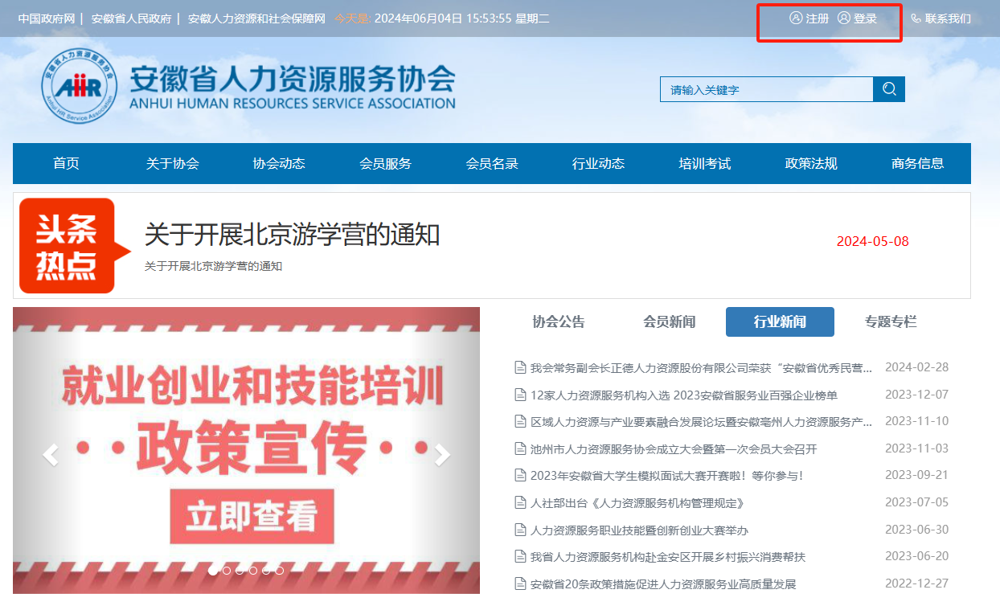 中国政府网 | 安徽省人民政府 | 安徽人力资源和社会保障网 今天是: 2024年06月04日 15:53:55 星期二 注册 登录 联系我们
安徽省人力资源服务协会
AHR
Anhui HR Service Association
安徽省人力资源服务协会
ANHUI HUMAN RESOURCES SERVICE ASSOCIATION
请输入关键字
首页 关于协会 协会动态 会员服务 会员名录 行业动态 培训考试 政策法规 商务信息
头条
热点
关于开展北京游学营的通知
2024-05-08
关于开展北京游学营的通知
就业创业和技能培训
··政策宣传··
立即查看
协会公告 会员新闻 行业新闻 专题专栏
我会常务副会长正德人力资源股份有限公司荣获“安徽省优秀民营... 2024-02-28
12家人力资源服务机构入选 2023安徽省服务业百强企业榜单 2023-12-07
区域人力资源与产业要素融合发展论坛暨安徽亳州人力资源服务产... 2023-11-10
池州市人力资源服务协会成立大会暨第一次会员大会召开 2023-11-03
2023年安徽省大学生模拟面试大赛开赛啦！等你参与！ 2023-09-21
人社部出台《人力资源服务机构管理规定》 2023-07-05
人力资源服务职业技能暨创新创业大赛举办 2023-06-30
我省人力资源服务机构赴金安区开展乡村振兴消费帮扶 2023-06-20
安徽省20条政策措施促进人力资源服务业高质量发展 2022-12-27